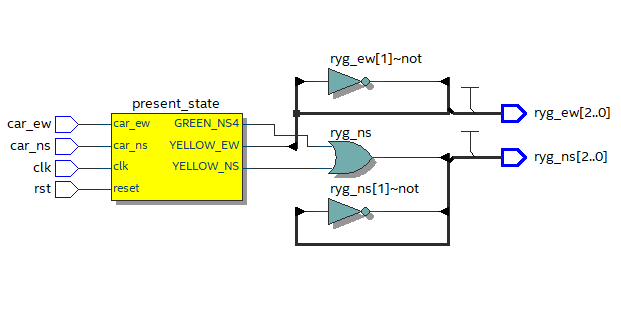 ryg_ew[1]~not
present_state
car_ew
car_ew
GREEN_NS4
ryg_ew[2..0]
car_ns
car_ns
YELLOW_EW
ryg_ns
clk
clk
YELLOW_NS
ryg_ns[2..0]
rst
reset
ryg_ns[1]~not